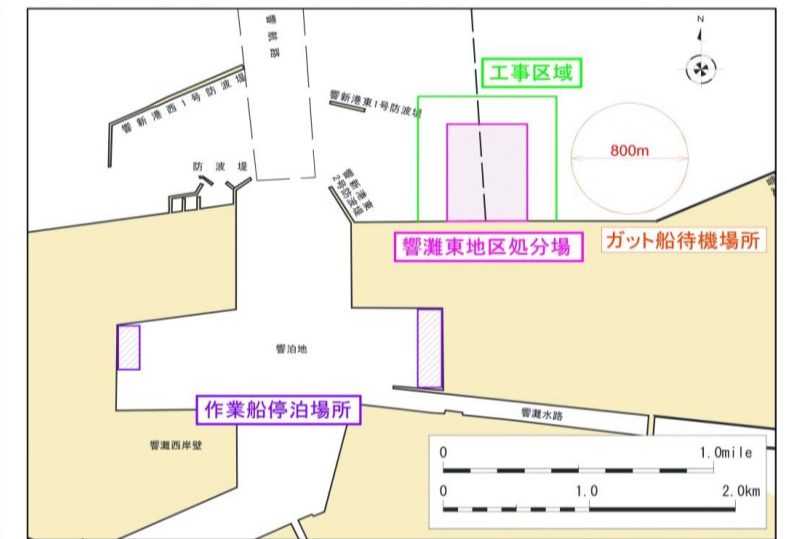 響航路
N
工事区域
響新港西1号防波堤
響新港東1号防波堤
800m
防波堤
響新港東
2号防波堤
響灘東地区処分場
ガット船待機場所
響泊地
作業船停泊場所
響灘水路
響灘西岸壁
0 1.0mile
0 1.0 2.0km